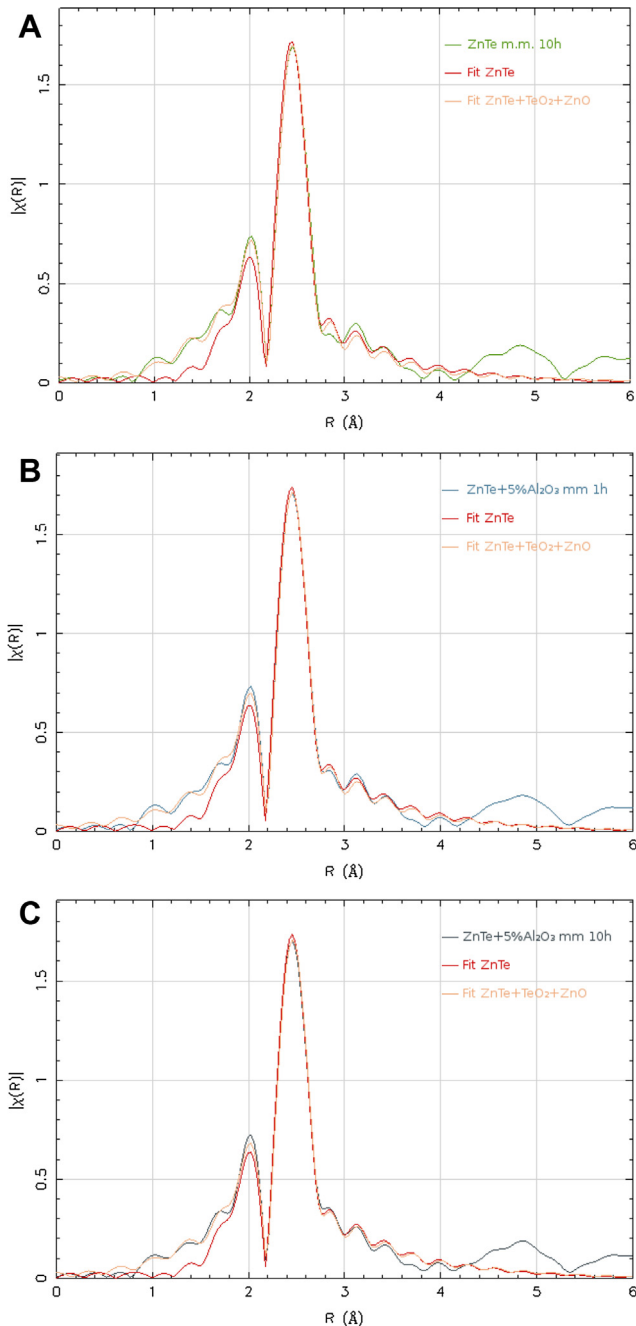 A
ZnTe m.m. 10h
Fit ZnTe
Fit ZnTe+TeO₂+ZnO
|χ(R)|
1.5
1
0.5
0
0 1 2 3 4 5 6
R (Å)
B
ZnTe+5%Al₂O₃ mm 1h
Fit ZnTe
Fit ZnTe+TeO₂+ZnO
|χ(R)|
1.5
1
0.5
0
0 1 2 3 4 5 6
R (Å)
C
ZnTe+5%Al₂O₃ mm 10h
Fit ZnTe
Fit ZnTe+TeO₂+ZnO
|χ(R)|
1.5
1
0.5
0
0 1 2 3 4 5 6
R (Å)